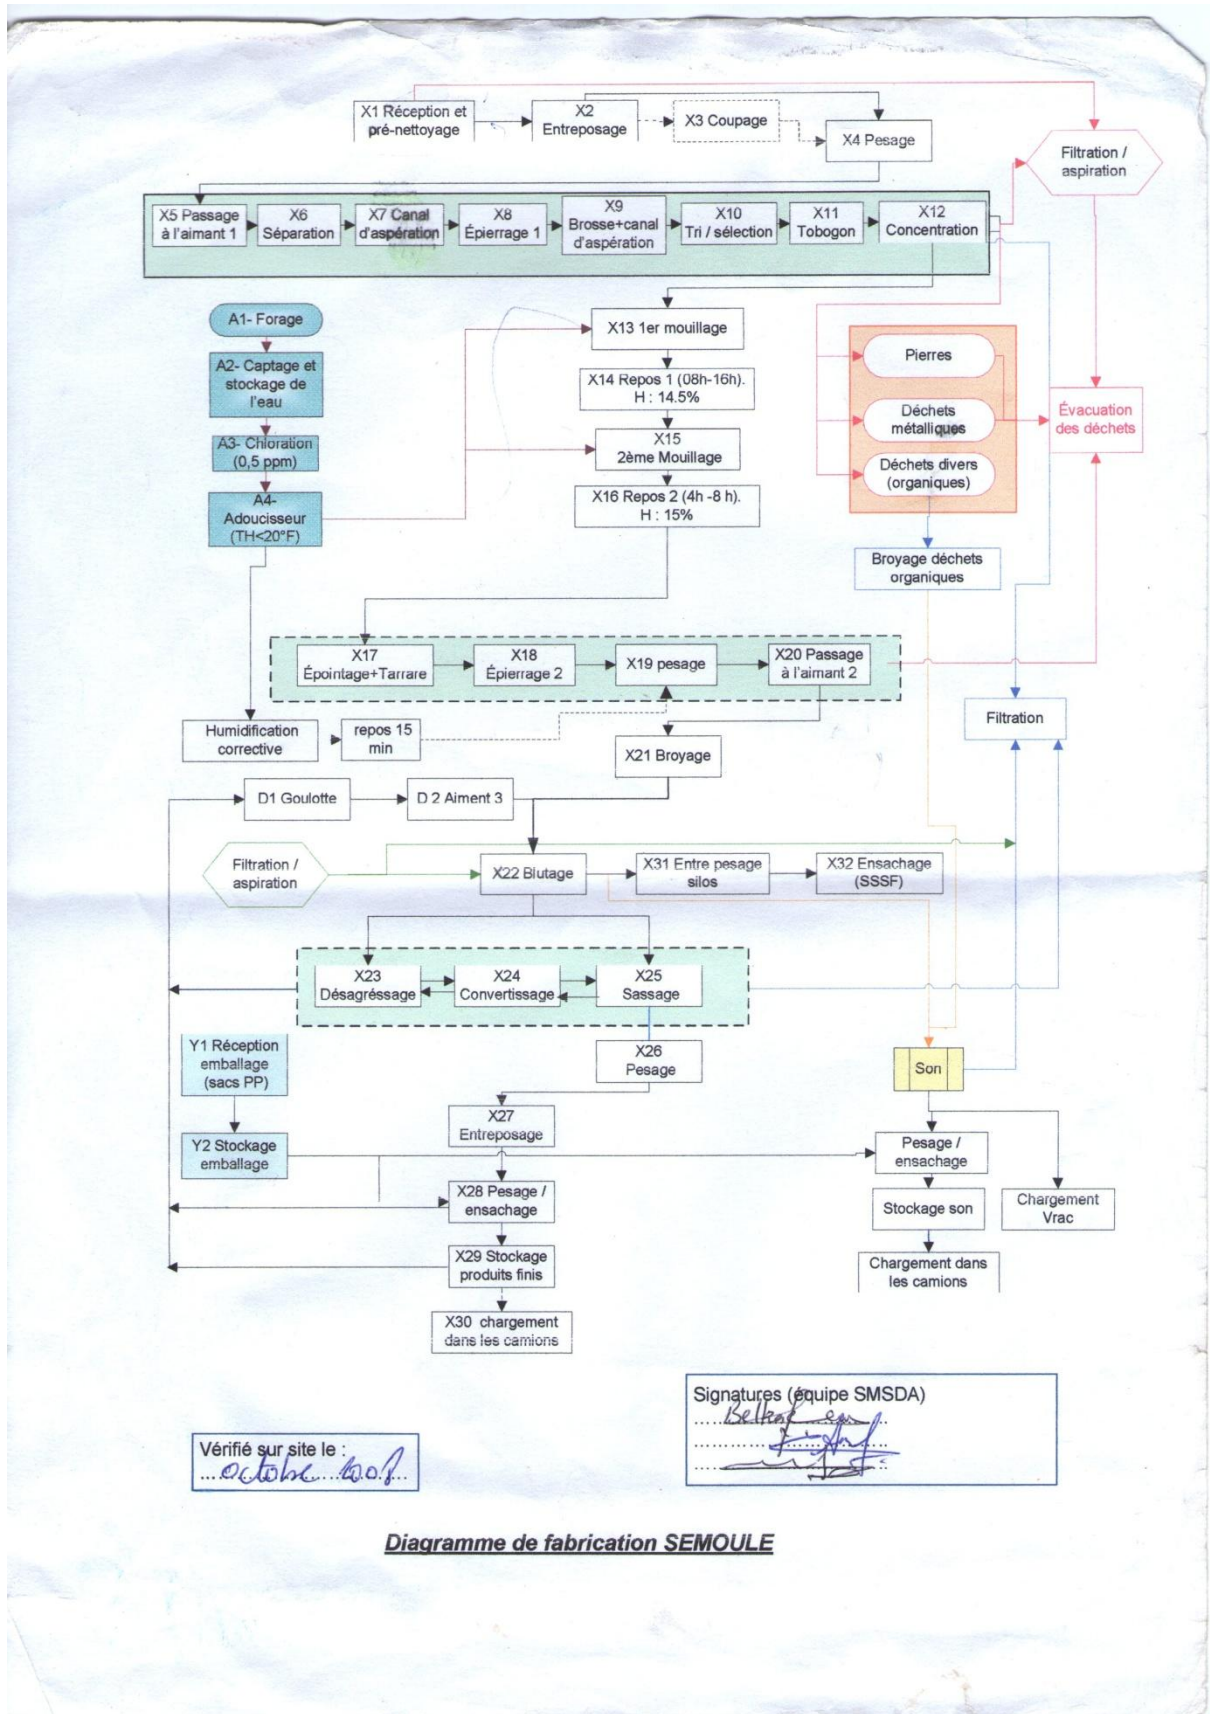 X1 Réception et
pré-nettoyage
X2
Entreposage
X3 Coupage
X4 Pesage
Filtration /
aspiration
X5 Passage
à l'aimant 1
X6
Séparation
X7 Canal
d'aspération
X8
Épierrage 1
X9
Brosse+canal
d'aspération
X10
Tri / sélection
X11
Tobogon
X12
Concentration
A1- Forage
A2- Captage et
stockage de
l'eau
A3- Chloration
(0,5 ppm)
A4-
Adoucisseur
(TH<20°F)
X13 1er mouillage
X14 Repos 1 (08h-16h).
H : 14.5%
X15
2ème Mouillage
X16 Repos 2 (4h -8 h).
H : 15%
Pierres
Déchets
métalliques
Déchets divers
(organiques)
Évacuation
des déchets
Broyage déchets
organiques
X17
Épointage+Tarrare
X18
Épierrage 2
X19 pesage
X20 Passage
à l'aimant 2
Humidification
corrective
repos 15
min
X21 Broyage
Filtration
D1 Goulotte
D 2 Aiment 3
Filtration /
aspiration
X22 Blutage
X31 Entre pesage
silos
X32 Ensachage
(SSSF)
X23
Désagréssage
X24
Convertissage
X25
Sassage
Y1 Réception
emballage
(sacs PP)
X26
Pesage
Son
X27
Entreposage
Y2 Stockage
emballage
Pesage /
ensachage
X28 Pesage /
ensachage
Stockage son
Chargement
Vrac
X29 Stockage
produits finis
Chargement dans
les camions
X30 chargement
dans les camions
Signatures (équipe SMSDA)
Vérifié sur site le :
octobre 2008
Diagramme de fabrication SEMOULE